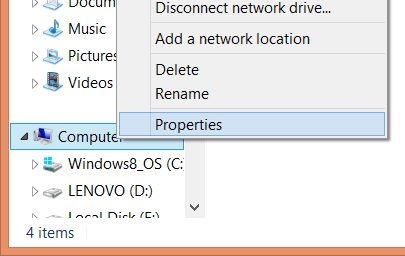 Disconnect network drive...
Docum
Music
Add a network location
Pictures
Delete
Videos
Rename
Properties
Computer
Windows8_OS (C:
LENOVO (D:)
Local Disk (E:)
4 items